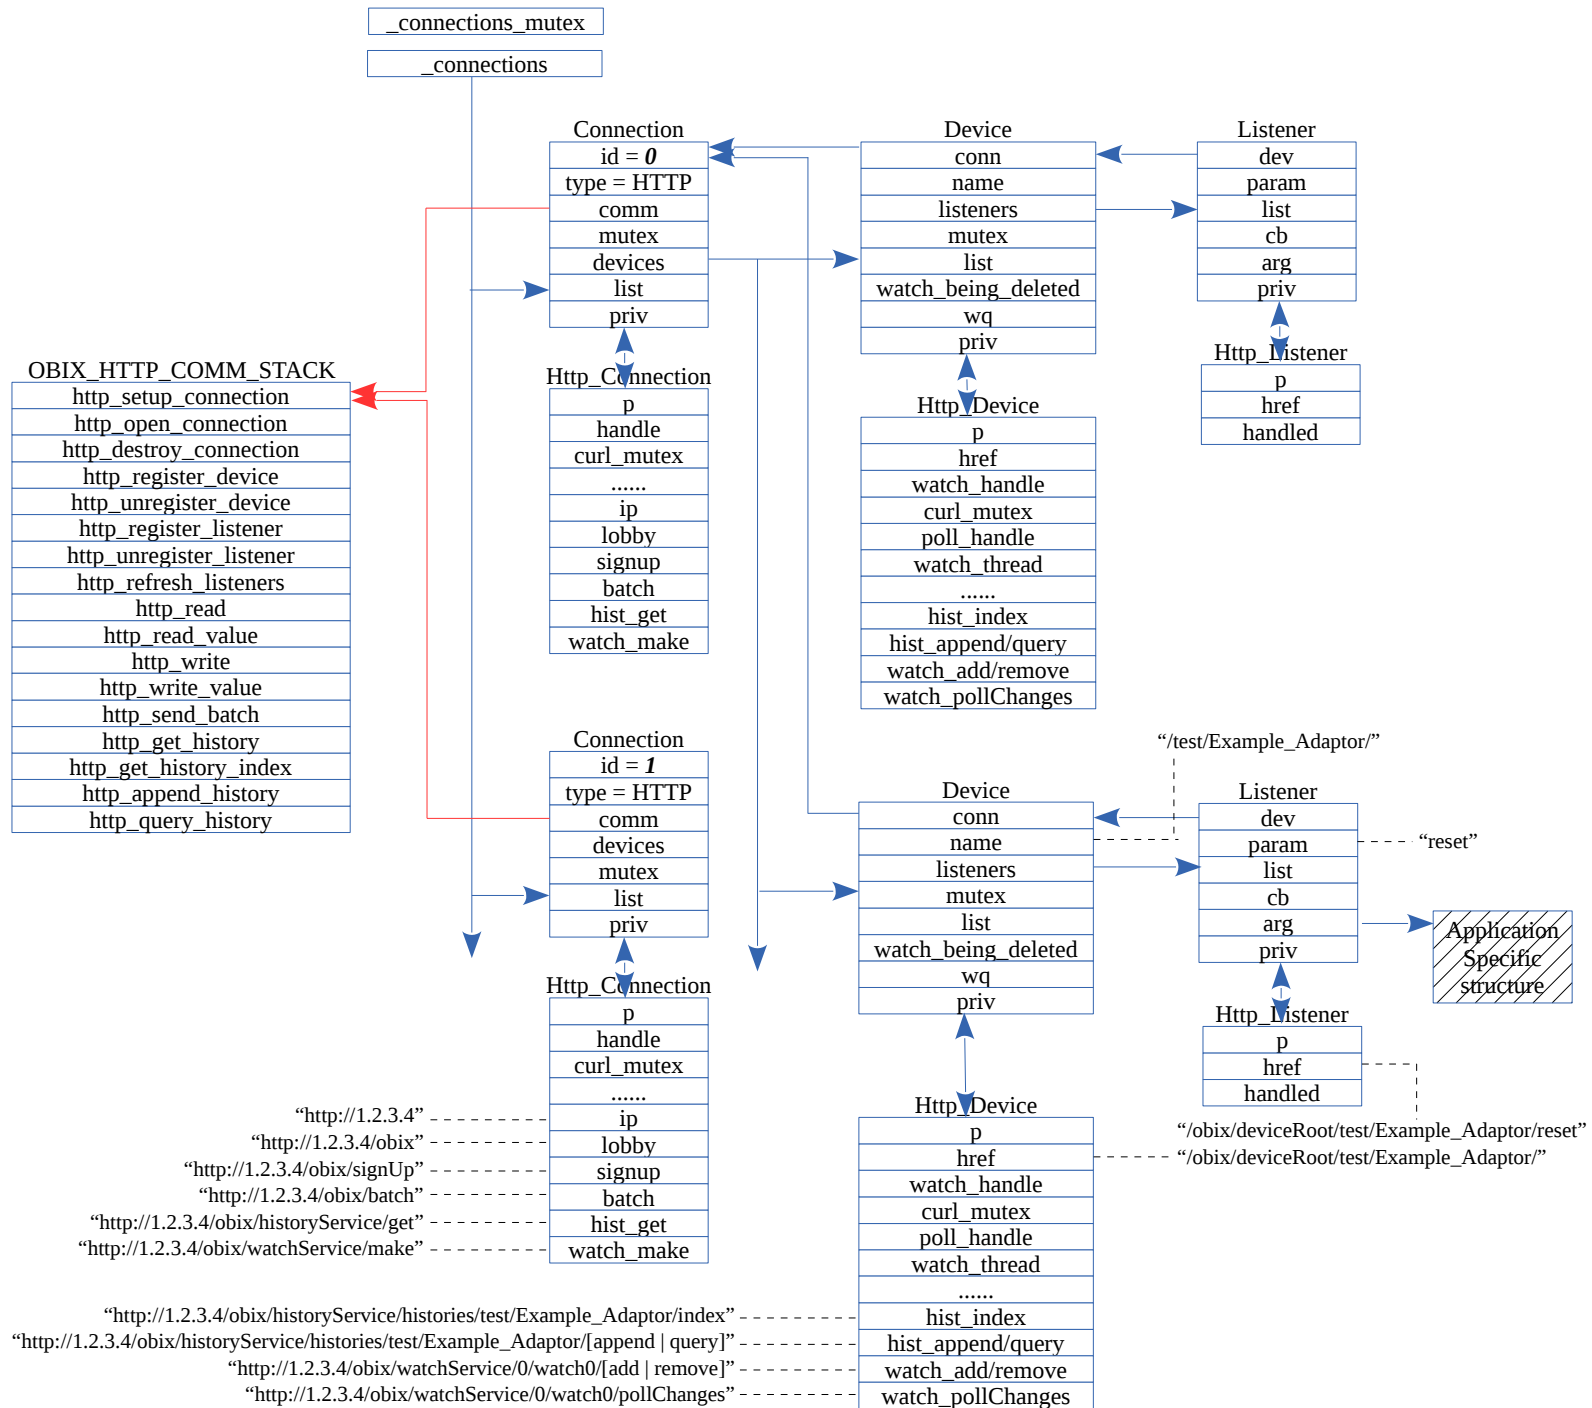 _connections_mutex
_connections
Connection
id = 0
type = HTTP
comm
mutex
devices
list
priv
Device
conn
name
listeners
mutex
list
watch_being_deleted
wq
priv
Listener
dev
param
list
cb
arg
priv
OBIX_HTTP_COMM_STACK
http_setup_connection
http_open_connection
http_destroy_connection
http_register_device
http_unregister_device
http_register_listener
http_unregister_listener
http_refresh_listeners
http_read
http_read_value
http_write
http_write_value
http_send_batch
http_get_history
http_get_history_index
http_append_history
http_query_history
Http_Connection
p
handle
curl_mutex
......
ip
lobby
signup
batch
hist_get
watch_make
Http_Device
p
href
watch_handle
curl_mutex
poll_handle
watch_thread
......
hist_index
hist_append/query
watch_add/remove
watch_pollChanges
Http_Listener
p
href
handled
Connection
id = 1
type = HTTP
comm
devices
mutex
list
priv
“/test/Example_Adaptor/”
Device
conn
name
listeners
mutex
list
watch_being_deleted
wq
priv
Listener
dev
param
list
cb
arg
priv
“reset”
Application
Specific
structure
Http_Connection
p
handle
curl_mutex
......
ip
lobby
signup
batch
hist_get
watch_make
“http://1.2.3.4”
“http://1.2.3.4/obix”
“http://1.2.3.4/obix/signUp”
“http://1.2.3.4/obix/batch”
“http://1.2.3.4/obix/historyService/get”
“http://1.2.3.4/obix/watchService/make”
Http_Listener
p
href
handled
“/obix/deviceRoot/test/Example_Adaptor/reset”
“/obix/deviceRoot/test/Example_Adaptor/”
Http_Device
p
href
watch_handle
curl_mutex
poll_handle
watch_thread
......
hist_index
hist_append/query
watch_add/remove
watch_pollChanges
“http://1.2.3.4/obix/historyService/histories/test/Example_Adaptor/index”
“http://1.2.3.4/obix/historyService/histories/test/Example_Adaptor/[append | query]”
“http://1.2.3.4/obix/watchService/0/watch0/[add | remove]”
“http://1.2.3.4/obix/watchService/0/watch0/pollChanges”